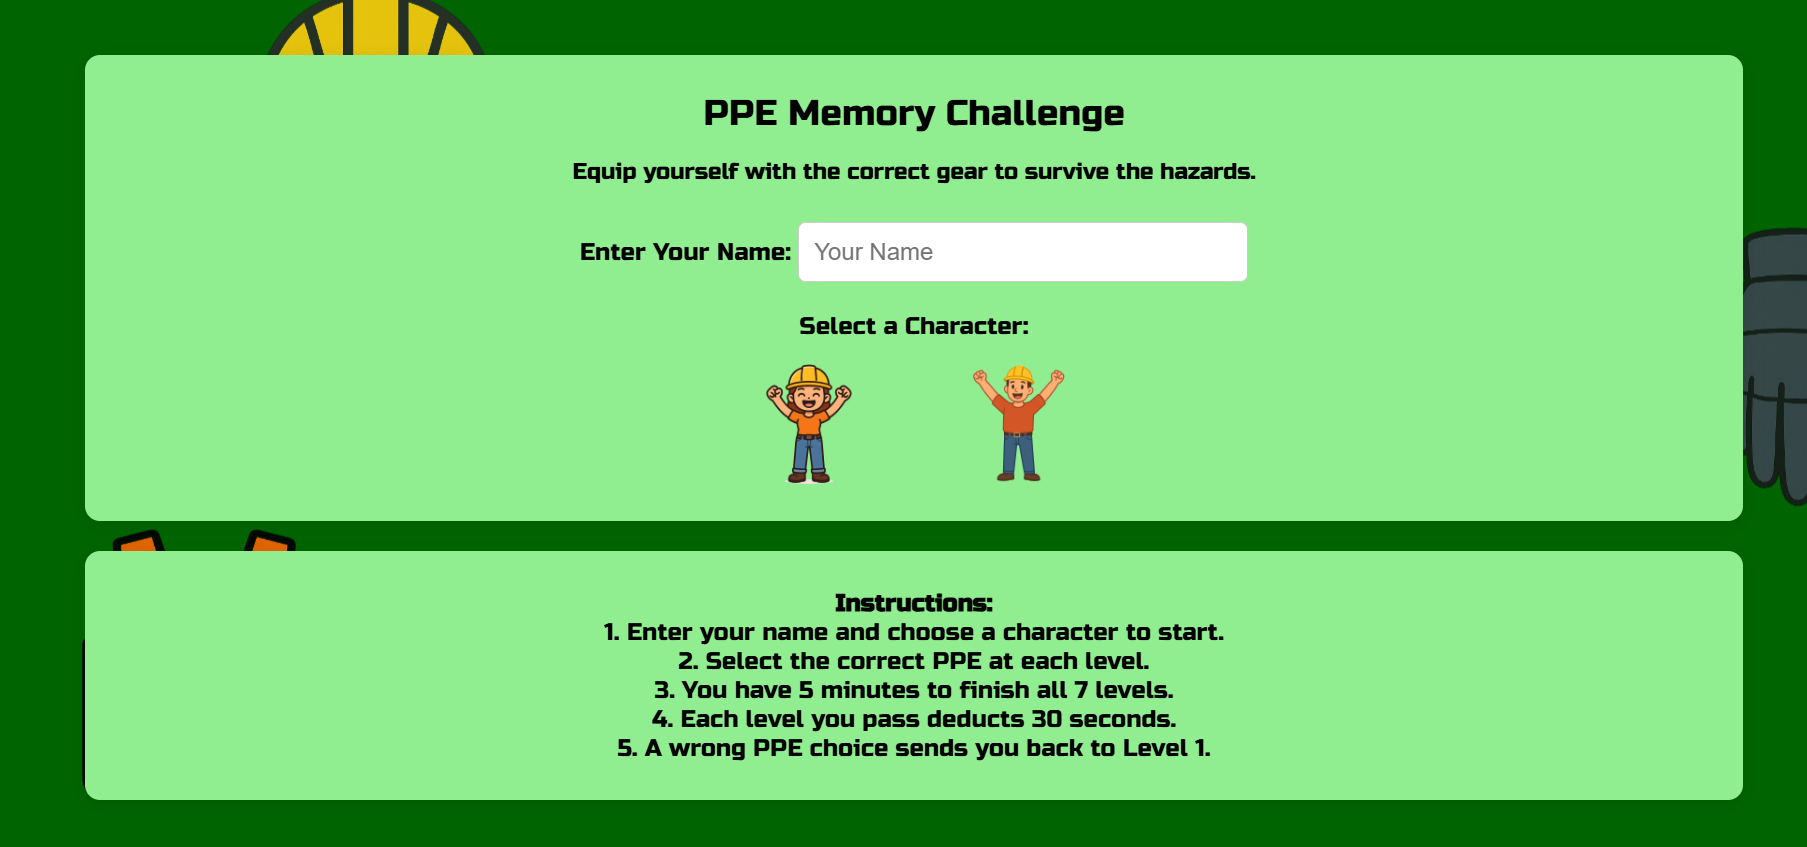 PPE Memory Challenge
Equip yourself with the correct gear to survive the hazards.
Enter Your Name: Your Name
Select a Character:
Instructions:
1. Enter your name and choose a character to start.
2. Select the correct PPE at each level.
3. You have 5 minutes to finish all 7 levels.
4. Each level you pass deducts 30 seconds.
5. A wrong PPE choice sends you back to Level 1.